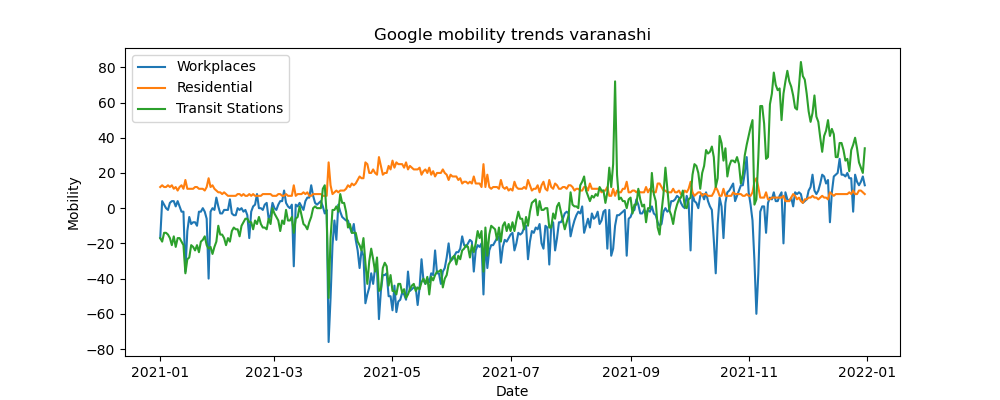 Google mobility trends varanashi
Workplaces
Residential
Transit Stations
Mobility
80
60
40
20
0
−20
−40
−60
−80
2021-01
2021-03
2021-05
2021-07
2021-09
2021-11
2022-01
Date